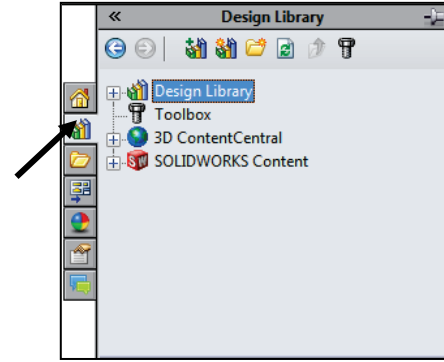 Design Library
Design Library
Toolbox
3D ContentCentral
SOLIDWORKS Content